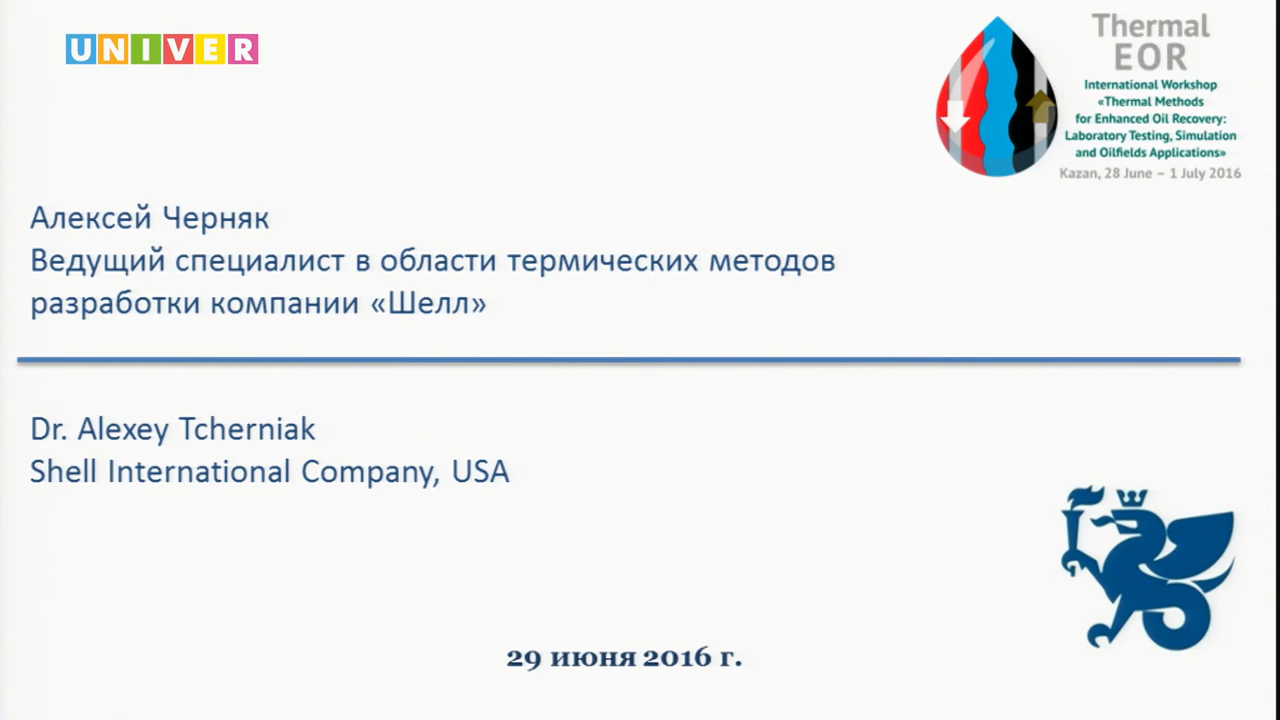 UNIVER
Thermal
EOR
International Workshop
«Thermal Methods
for Enhanced Oil Recovery:
Laboratory Testing, Simulation
and Oilfields Applications»
Kazan, 28 June – 1 July 2016
Алексей Черняк
Ведущий специалист в области термических методов
разработки компании «Шелл»
Dr. Alexey Tcherniak
Shell International Company, USA
29 июня 2016 г.